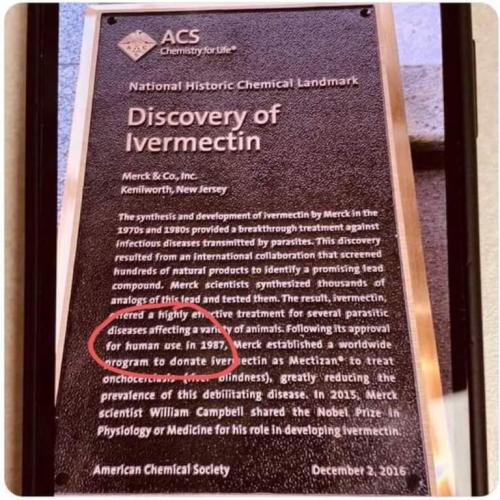 ACS
Chemistry for Life®
National Historic Chemical Landmark
Discovery of
Ivermectin
Merck & Co., Inc.
Kenilworth, New Jersey
The synthesis and development of ivermectin by Merck in the
1970s and 1980s provided a breakthrough treatment against
infectious diseases transmitted by parasites. This discovery
resulted from an international collaboration that screened
hundreds of natural products to identify a promising lead
compound. Merck scientists synthesized thousands of
analogs of this lead and tested them. The result, ivermectin,
offered a highly effective treatment for several parasitic
diseases affecting a variety of animals. Following its approval
for human use in 1987, Merck established a worldwide
program to donate ivermectin as Mectizan® to treat
onchocerciasis (river blindness), greatly reducing the
prevalence of this debilitating disease. In 2015, Merck
scientist William Campbell shared the Nobel Prize in
Physiology or Medicine for his role in developing ivermectin.
American Chemical Society
December 2, 2016